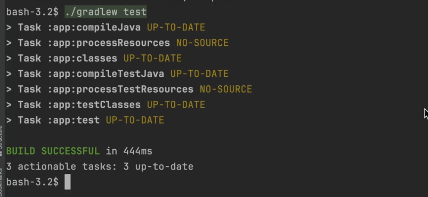 bash-3.2$ ./gradlew test
> Task :app:compileJava UP-TO-DATE
> Task :app:processResources NO-SOURCE
> Task :app:classes UP-TO-DATE
> Task :app:compileTestJava UP-TO-DATE
> Task :app:processTestResources NO-SOURCE
> Task :app:testClasses UP-TO-DATE
> Task :app:test UP-TO-DATE
BUILD SUCCESSFUL in 444ms
3 actionable tasks: 3 up-to-date
bash-3.2$